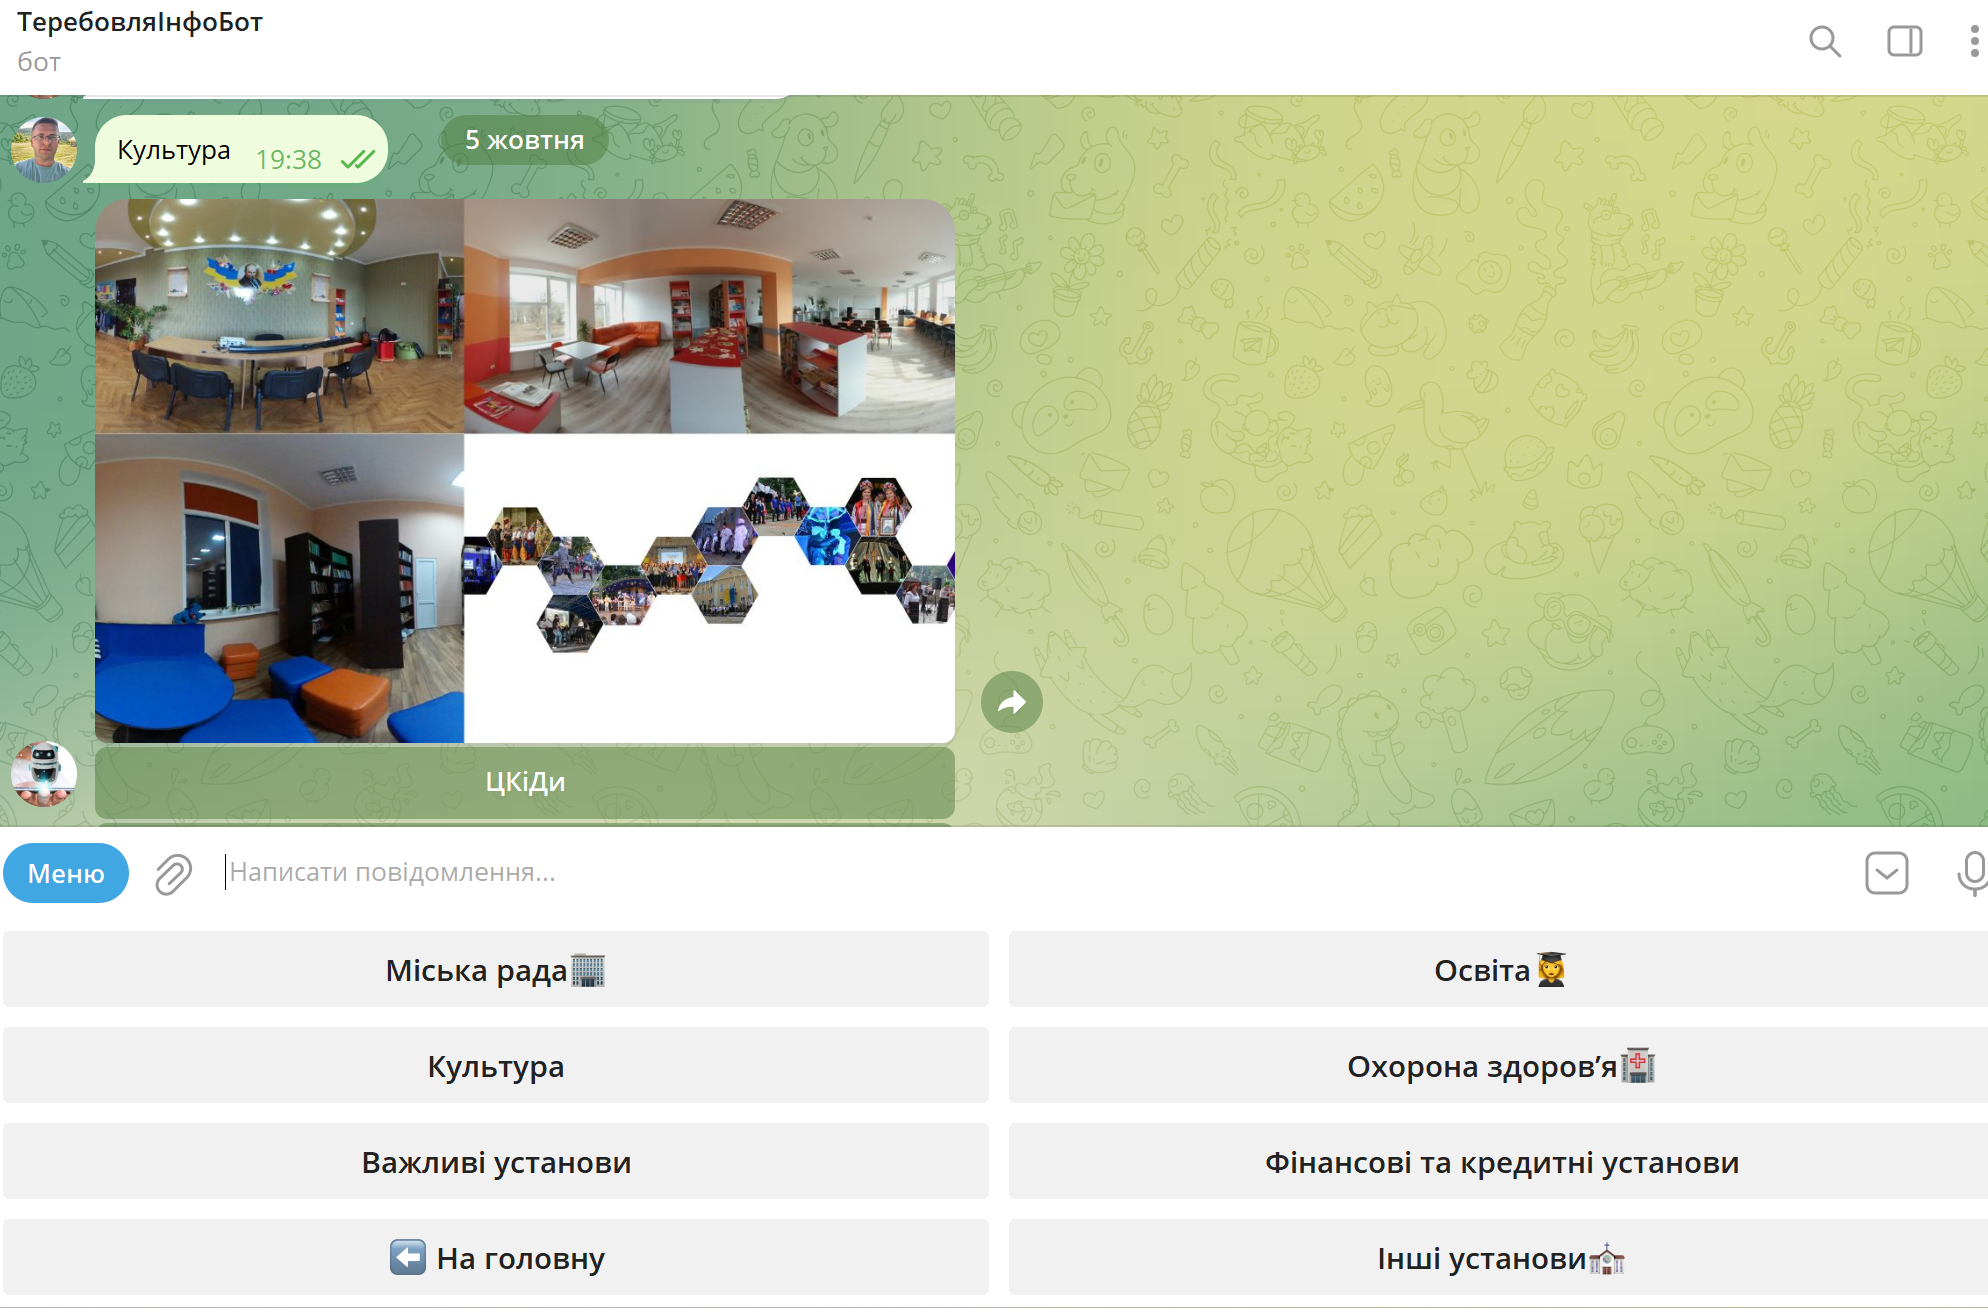 ТеребовляІнфоБот
бот
5 жовтня
Культура 19:38
ЦКіДи
Меню
Написати повідомлення...
Міська рада
Освіта
Культура
Охорона здоров’я
Важливі установи
Фінансові та кредитні установи
На головну
Інші установи